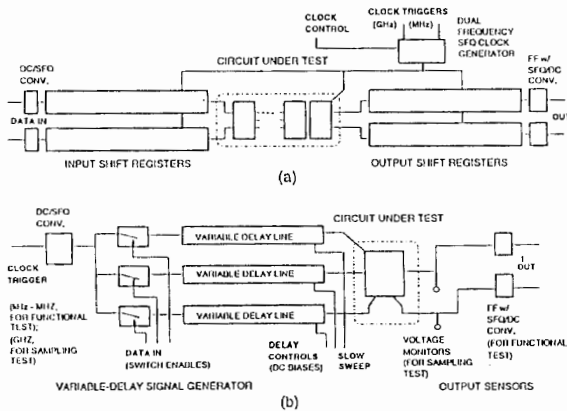 CLOCK TRIGGERS
CLOCK
CONTROL
(GHz)
(MHz)
DUAL
FREQUENCY
SFQ CLOCK
GENERATOR
CIRCUIT UNDER TEST
DC/SFQ
CONV.
FF w/
SFQ/DC
CONV.
DATA IN
OUT
INPUT SHIFT REGISTERS
OUTPUT SHIFT REGISTERS
(a)
DC/SFQ
CONV.
CIRCUIT UNDER TEST
VARIABLE DELAY LINE
CLOCK
TRIGGER
VARIABLE DELAY LINE
1
OUT
(MHz - MHZ,
FOR FUNCTIONAL
TEST);
(GHZ,
FOR SAMPLING
TEST)
VARIABLE DELAY LINE
DATA IN
(SWITCH ENABLES)
DELAY
CONTROLS
(DC BIASES)
SLOW
SWEEP
VOLTAGE
MONITORS
(FOR SAMPLING
TEST)
FF w/
SFQ/DC
CONV.
(FOR FUNCTIONAL
TEST)
VARIABLE-DELAY SIGNAL GENERATOR
OUTPUT SENSORS
(b)